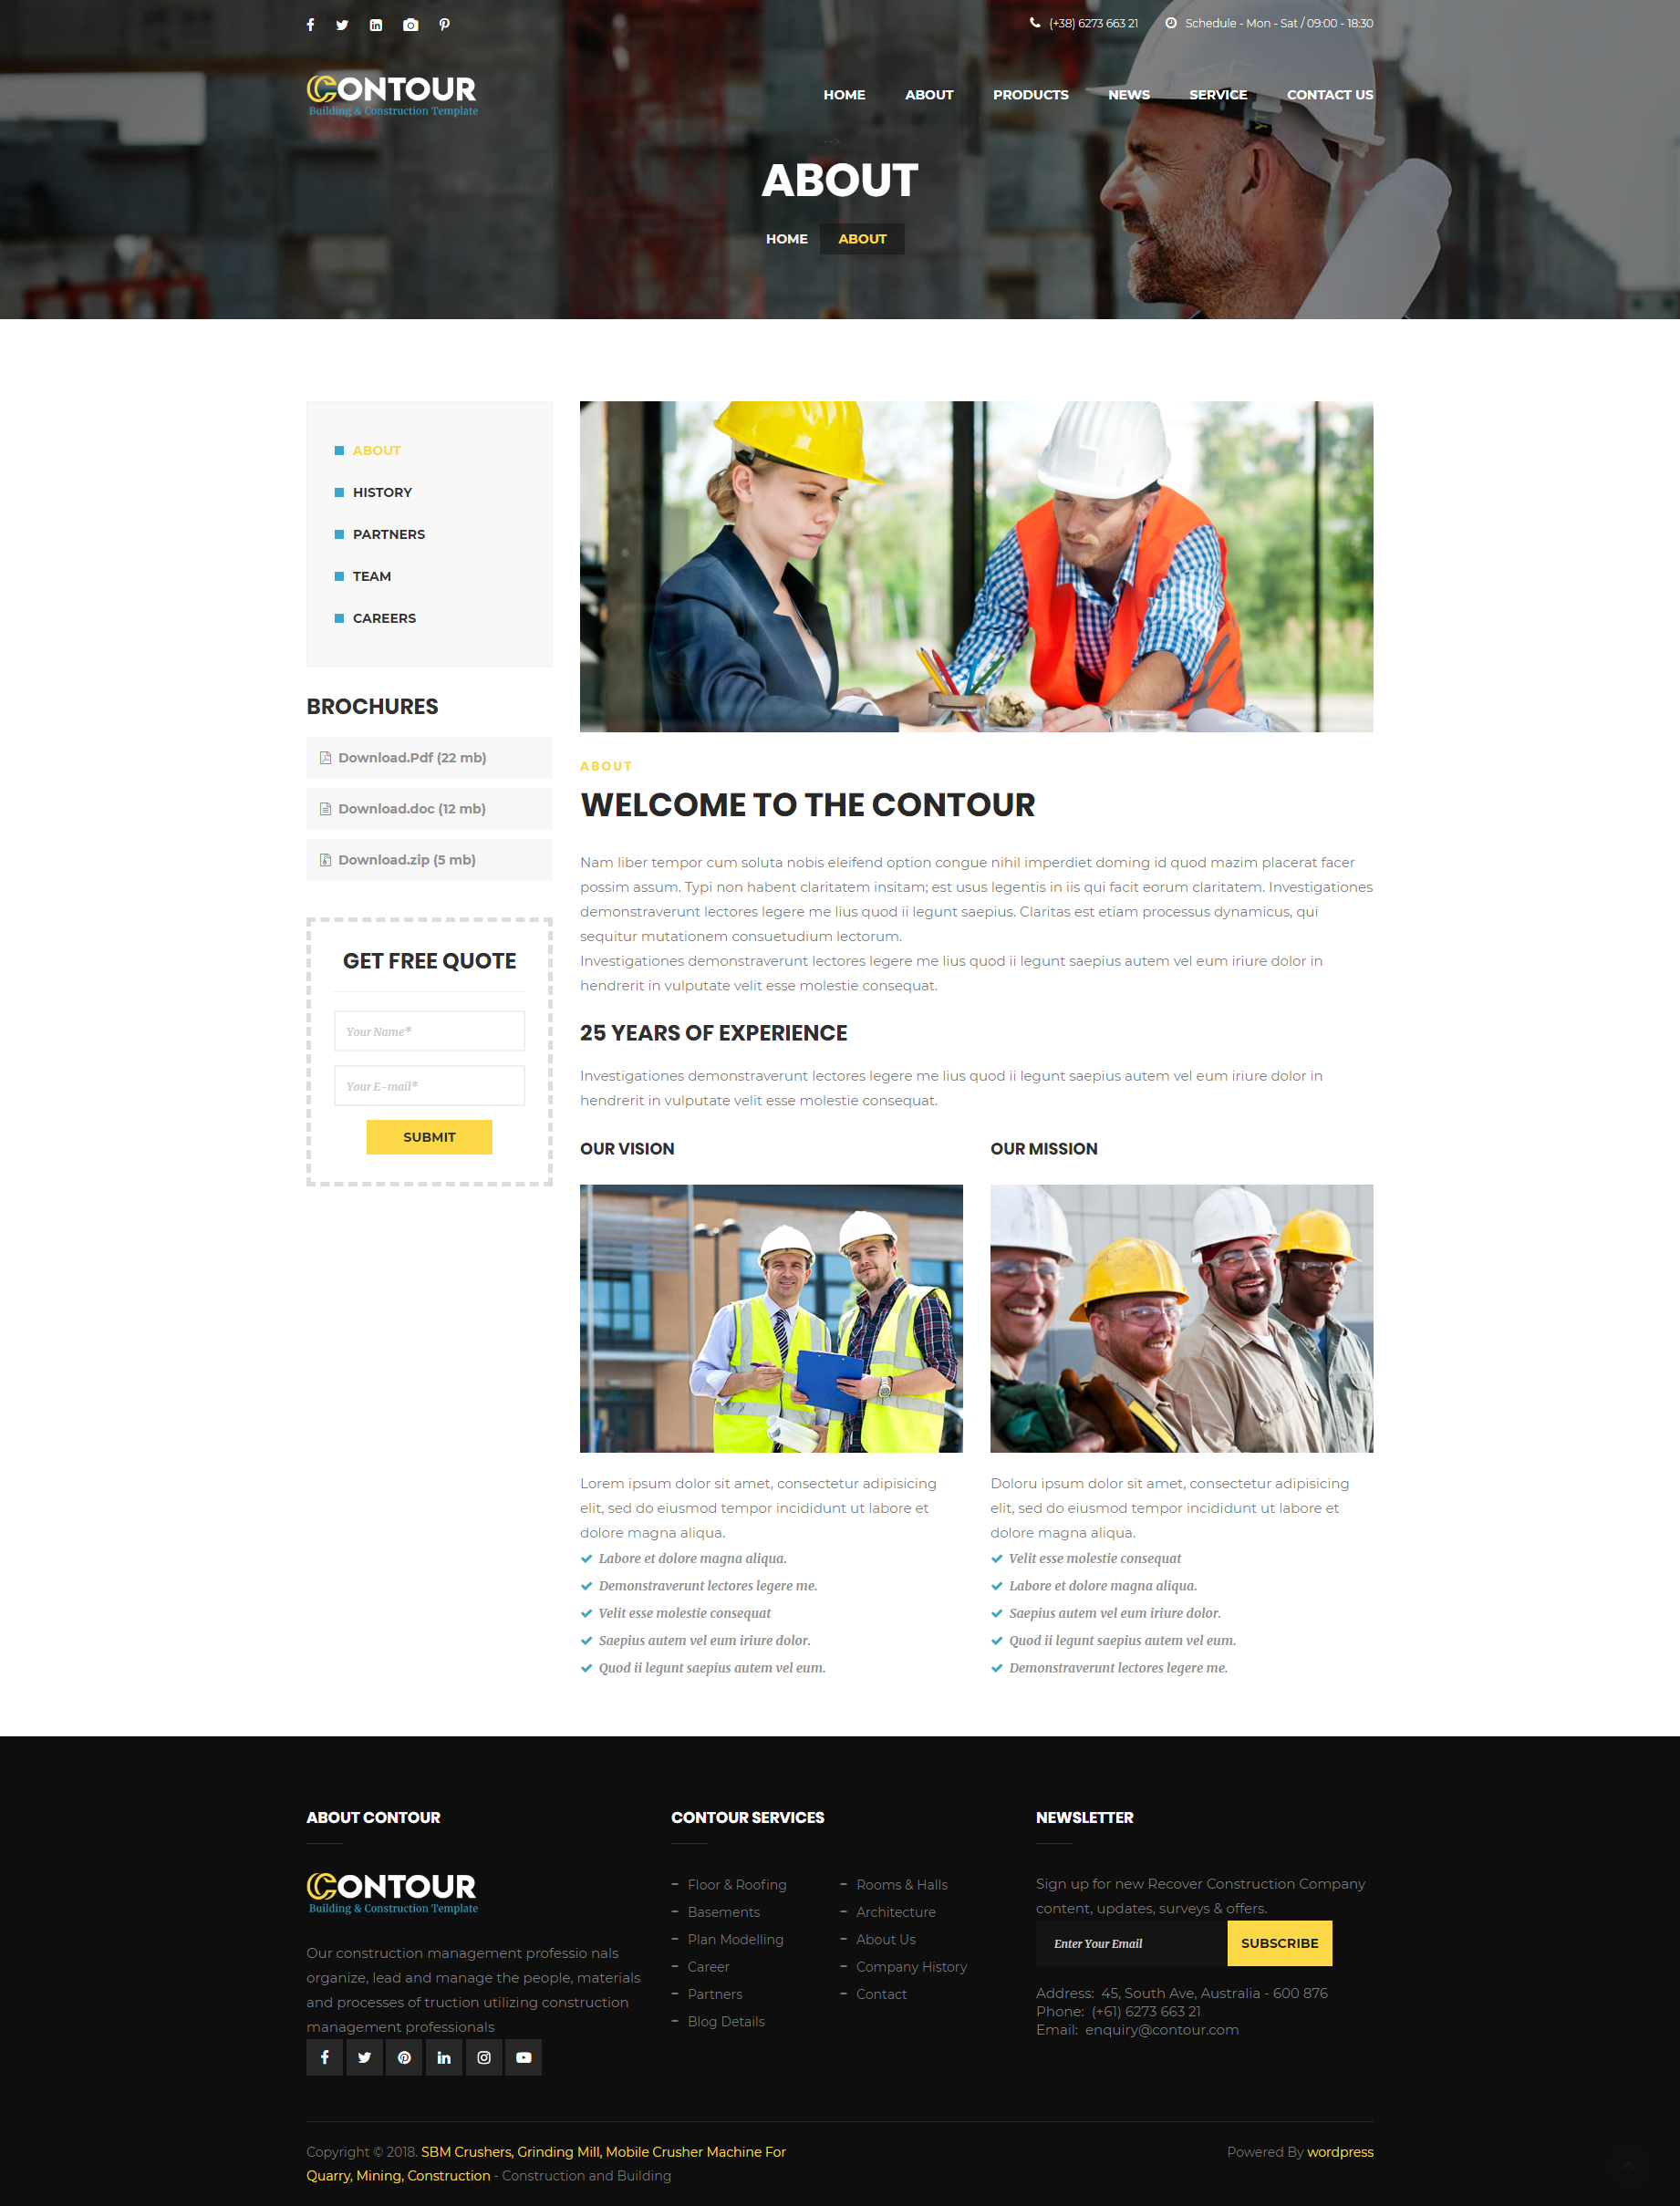 (+38) 6273 663 21
Schedule - Mon - Sat / 09:00 - 18:30
CONTOUR
Building & Construction Template
HOME
ABOUT
PRODUCTS
NEWS
SERVICE
CONTACT US
-->
ABOUT
HOME
ABOUT
ABOUT
HISTORY
PARTNERS
TEAM
CAREERS
BROCHURES
Download.Pdf (22 mb)
Download.doc (12 mb)
Download.zip (5 mb)
GET FREE QUOTE
Your Name*
Your E-mail*
SUBMIT
ABOUT
WELCOME TO THE CONTOUR
Nam liber tempor cum soluta nobis eleifend option congue nihil imperdiet doming id quod mazim placerat facer
possim assum. Typi non habent claritatem insitam; est usus legentis in iis qui facit eorum claritatem. Investigationes
demonstraverunt lectores legere me lius quod ii legunt saepius. Claritas est etiam processus dynamicus, qui
sequitur mutationem consuetudium lectorum.
Investigationes demonstraverunt lectores legere me lius quod ii legunt saepius autem vel eum iriure dolor in
hendrerit in vulputate velit esse molestie consequat.
25 YEARS OF EXPERIENCE
Investigationes demonstraverunt lectores legere me lius quod ii legunt saepius autem vel eum iriure dolor in
hendrerit in vulputate velit esse molestie consequat.
OUR VISION
Lorem ipsum dolor sit amet, consectetur adipisicing
elit, sed do eiusmod tempor incididunt ut labore et
dolore magna aliqua.
Labore et dolore magna aliqua.
Demonstraverunt lectores legere me.
Velit esse molestie consequat
Saepius autem vel eum iriure dolor.
Quod ii legunt saepius autem vel eum.
OUR MISSION
Doloru ipsum dolor sit amet, consectetur adipisicing
elit, sed do eiusmod tempor incididunt ut labore et
dolore magna aliqua.
Velit esse molestie consequat
Labore et dolore magna aliqua.
Saepius autem vel eum iriure dolor.
Quod ii legunt saepius autem vel eum.
Demonstraverunt lectores legere me.
ABOUT CONTOUR
CONTOUR
Building & Construction Template
Our construction management professio nals
organize, lead and manage the people, materials
and processes of truction utilizing construction
management professionals
CONTOUR SERVICES
Floor & Roofing
Basements
Plan Modelling
Career
Partners
Blog Details
Rooms & Halls
Architecture
About Us
Company History
Contact
NEWSLETTER
Sign up for new Recover Construction Company
content, updates, surveys & offers.
Enter Your Email
SUBSCRIBE
Address: 45, South Ave, Australia - 600 876
Phone: (+61) 6273 663 21
Email: enquiry@contour.com
Copyright © 2018. SBM Crushers, Grinding Mill, Mobile Crusher Machine For
Quarry, Mining, Construction - Construction and Building
Powered By wordpress